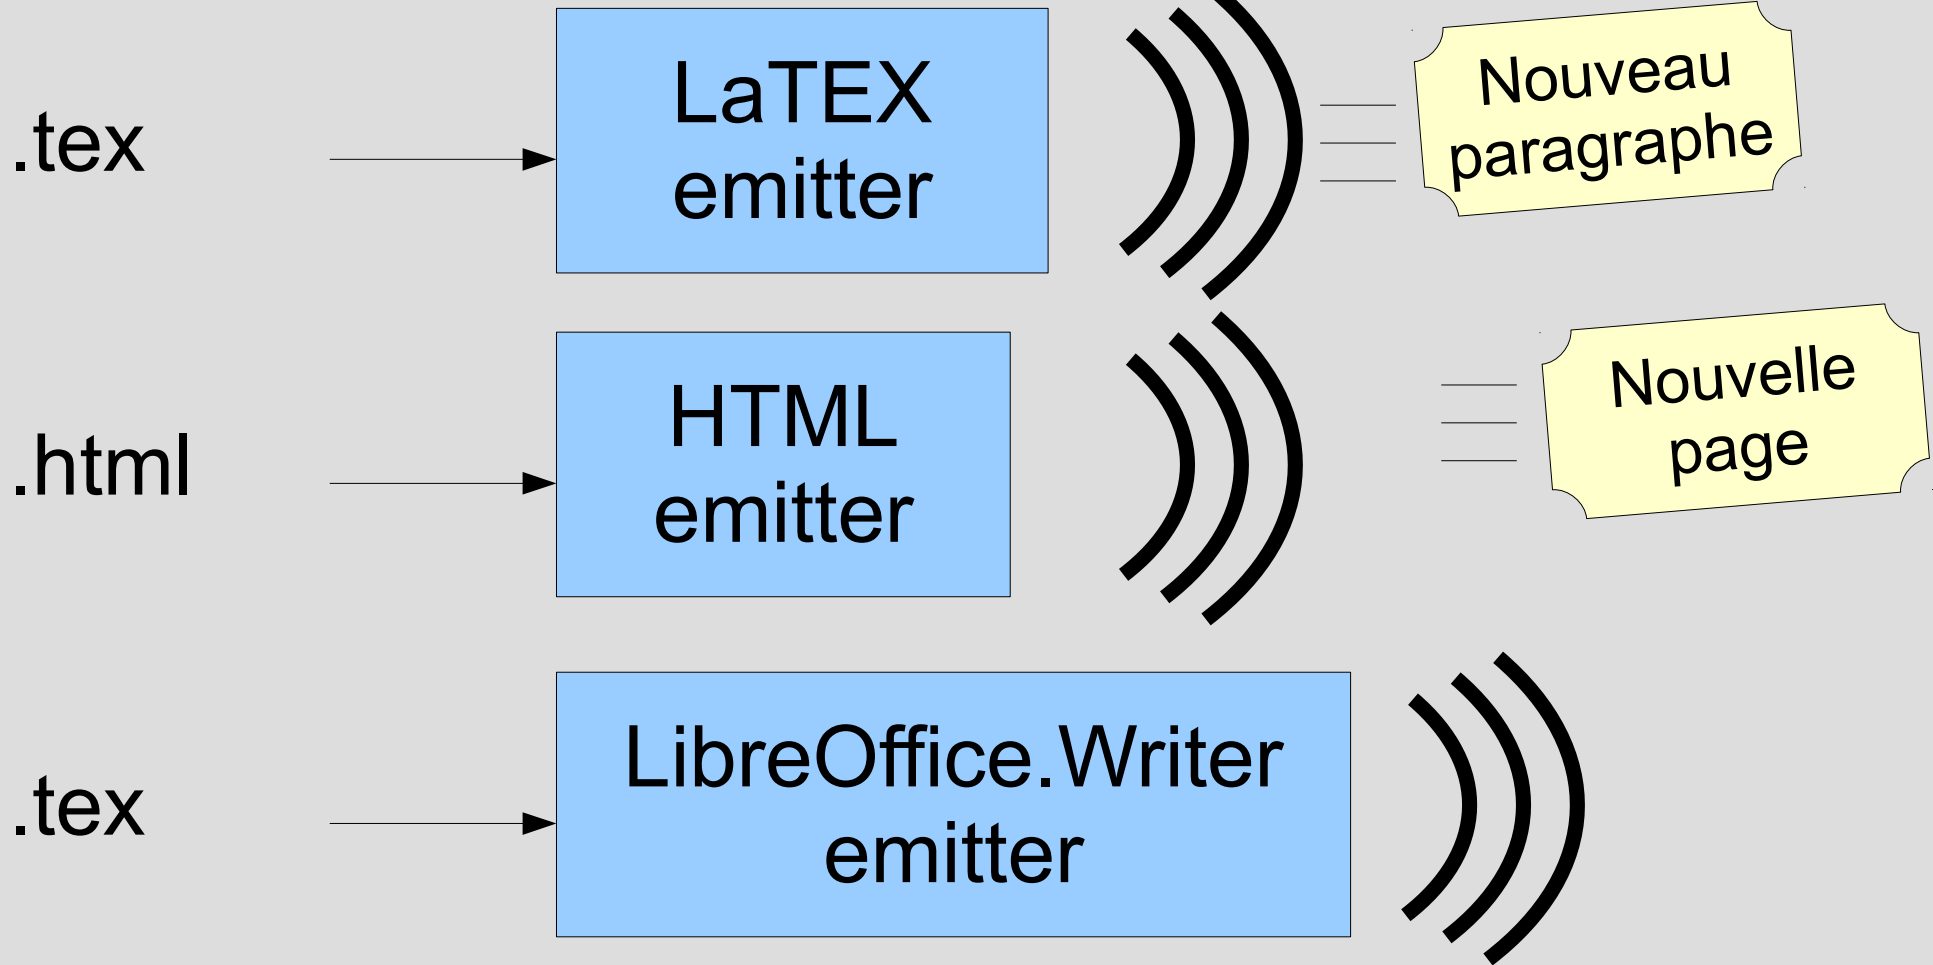 .tex
LaTEX
emitter
Nouveau
paragraphe
.html
HTML
emitter
Nouvelle
page
.tex
LibreOffice.Writer
emitter